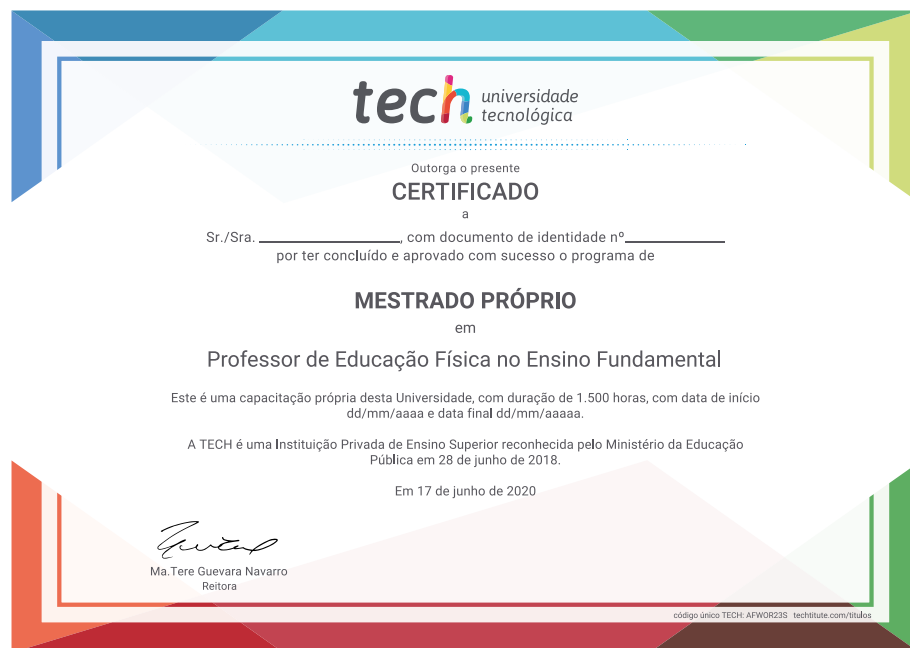 tech universidade
tecnológica
Outorga o presente
CERTIFICADO
a
Sr./Sra. ____________________, com documento de identidade nº______________
por ter concluído e aprovado com sucesso o programa de
MESTRADO PRÓPRIO
em
Professor de Educação Física no Ensino Fundamental
Este é uma capacitação própria desta Universidade, com duração de 1.500 horas, com data de início
dd/mm/aaaa e data final dd/mm/aaaaa.
A TECH é uma Instituição Privada de Ensino Superior reconhecida pelo Ministério da Educação
Pública em 28 de junho de 2018.
Em 17 de junho de 2020
Ma.Tere Guevara Navarro
Reitora
código único TECH: AFWOR23S techtitute.com/titulos